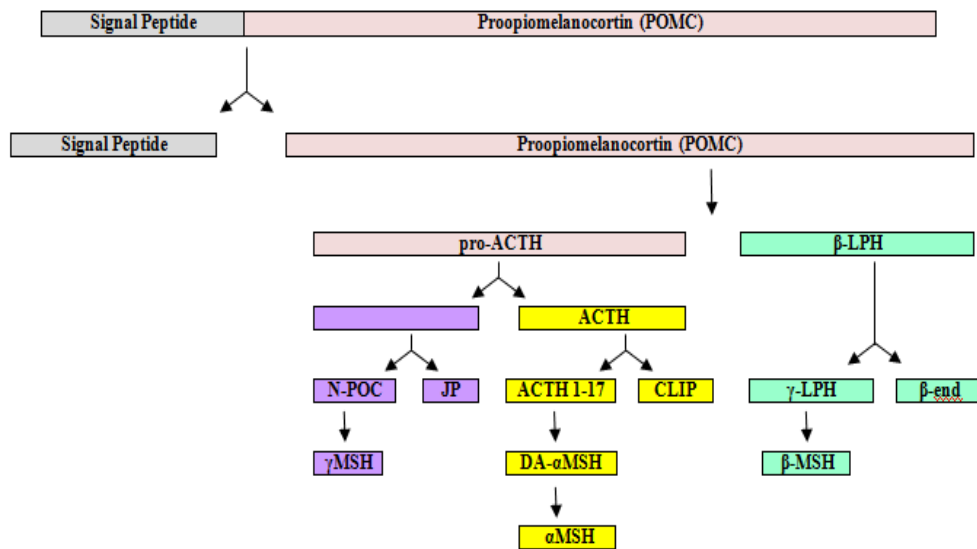 Signal Peptide Proopiomelanocortin (POMC)
Signal Peptide Proopiomelanocortin (POMC)
pro-ACTH β-LPH
ACTH
N-POC JP ACTH 1-17 CLIP γ-LPH β-end
γMSH DA-αMSH β-MSH
αMSH